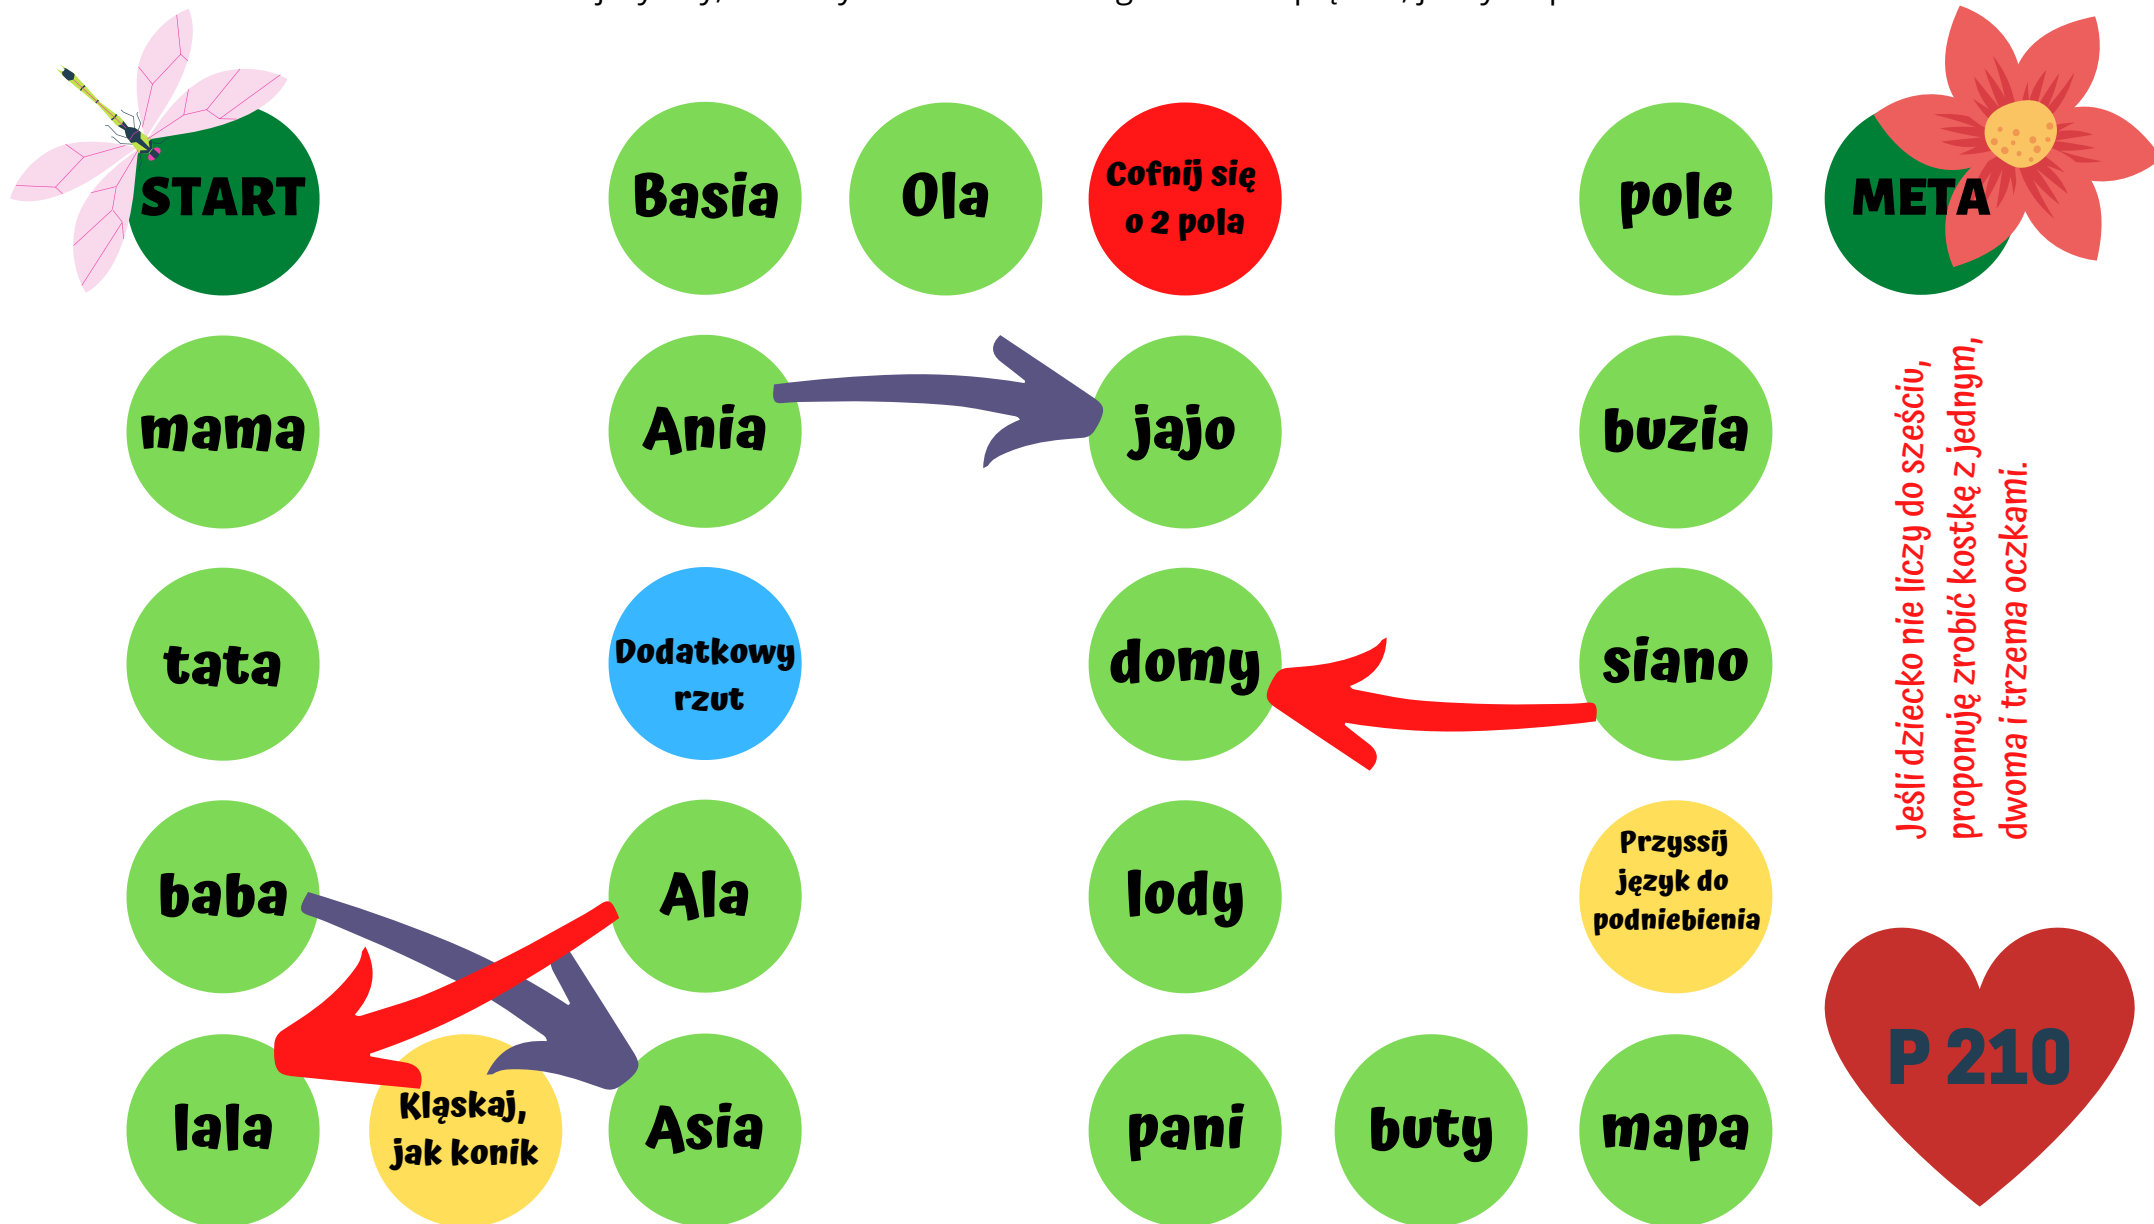 START
Basia
Ola
Cofnij się
o 2 pola
pole
META
mama
Ania
jajo
buzia
tata
Dodatkowy
rzut
domy
siano
baba
Ala
lody
Przyssij
język do
podniebienia
lala
Kląskaj,
jak konik
Asia
pani
buty
mapa
Jeśli dziecko nie liczy do sześciu,
proponuję zrobić kostkę z jednym,
dwoma i trzema oczkami.
P 210